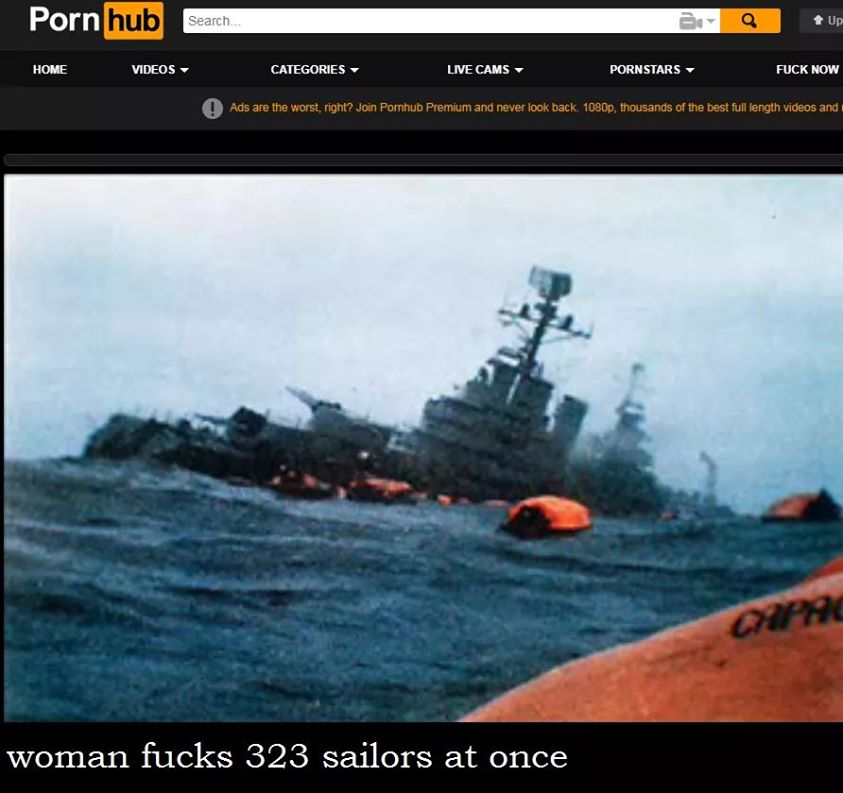 Porn hub
Search...
Up
HOME VIDEOS CATEGORIES LIVE CAMS PORNSTARS FUCK NOW
Ads are the worst, right? Join Pornhub Premium and never look back. 1080p, thousands of the best full length videos and
CAPAC
woman fucks 323 sailors at once